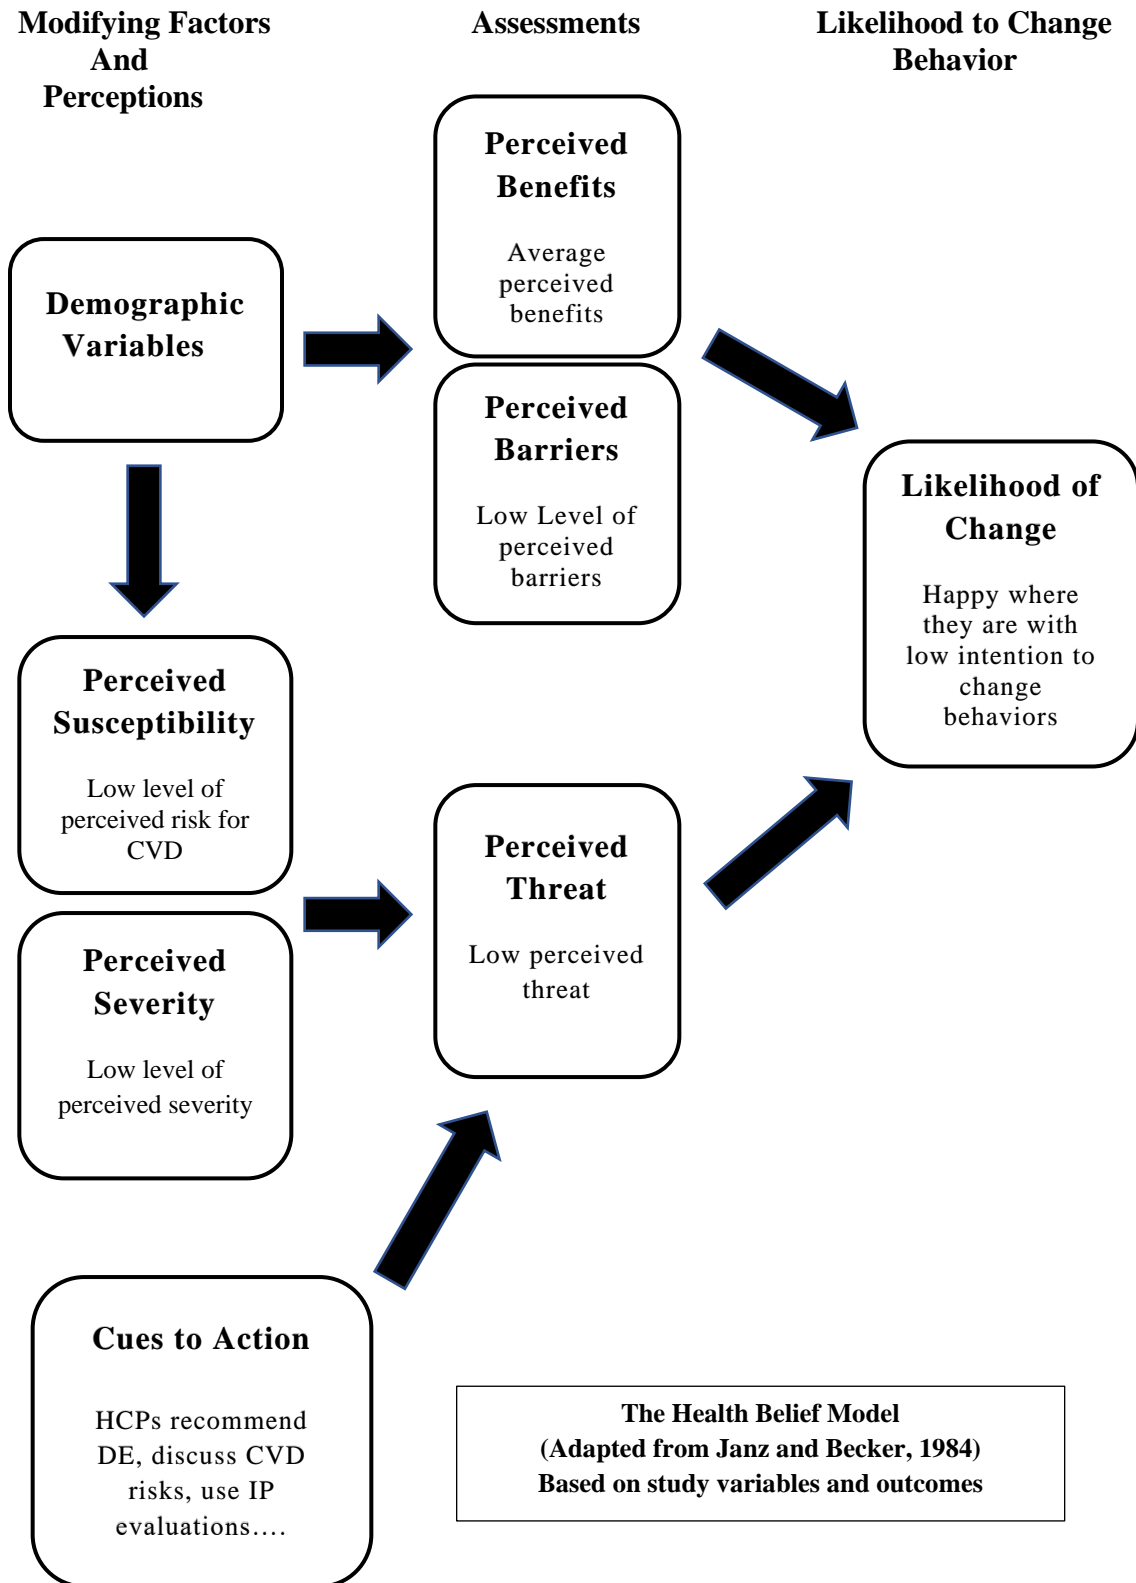 Modifying Factors
And
Perceptions
Assessments
Likelihood to Change
Behavior
Perceived
Benefits
Average
perceived
benefits
Demographic
Variables
Perceived
Barriers
Low Level of
perceived
barriers
Likelihood of
Change
Happy where
they are with
low intention to
change
behaviors
Perceived
Susceptibility
Low level of
perceived risk for
CVD
Perceived
Threat
Low perceived
threat
Perceived
Severity
Low level of
perceived severity
Cues to Action
HCPs recommend
DE, discuss CVD
risks, use IP
evaluations….
The Health Belief Model
(Adapted from Janz and Becker, 1984)
Based on study variables and outcomes